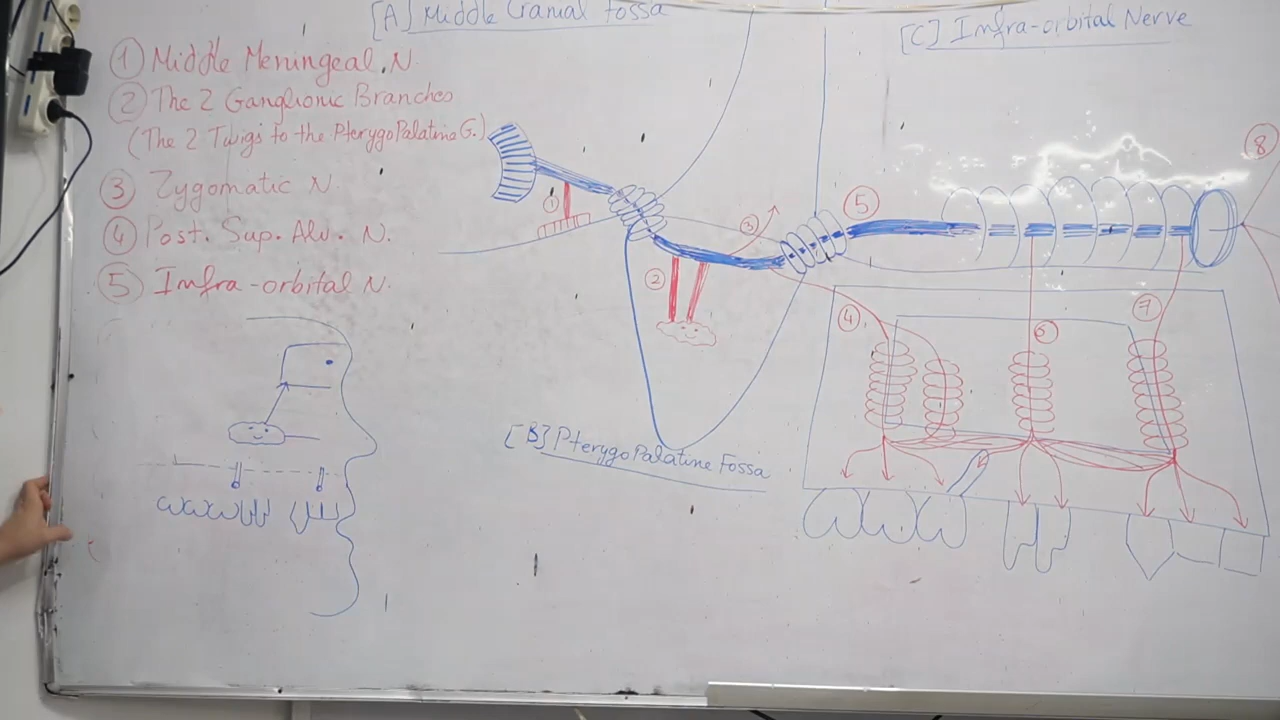 [A] Middle Cranial Fossa
[C] Infra-orbital Nerve
① Middle Meningeal N.
② The 2 Ganglionic Branches
(The 2 Twigs to the PterygoPalatine G.)
③ Zygomatic N.
④ Post. Sup. Alv. N.
⑤ Infra-orbital N.
①
②
③
⑤
⑧
④
⑥
⑦
[B] PterygoPalatine Fossa